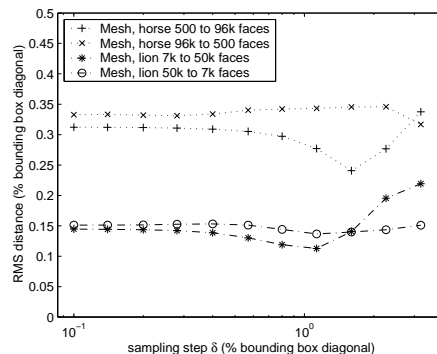 0.5
0.45
0.4
0.35
0.3
0.25
0.2
0.15
0.1
0.05
0
RMS distance (% bounding box diagonal)
Mesh, horse 500 to 96k faces
Mesh, horse 96k to 500 faces
Mesh, lion 7k to 50k faces
Mesh, lion 50k to 7k faces
10⁻¹
10⁰
sampling step δ (% bounding box diagonal)